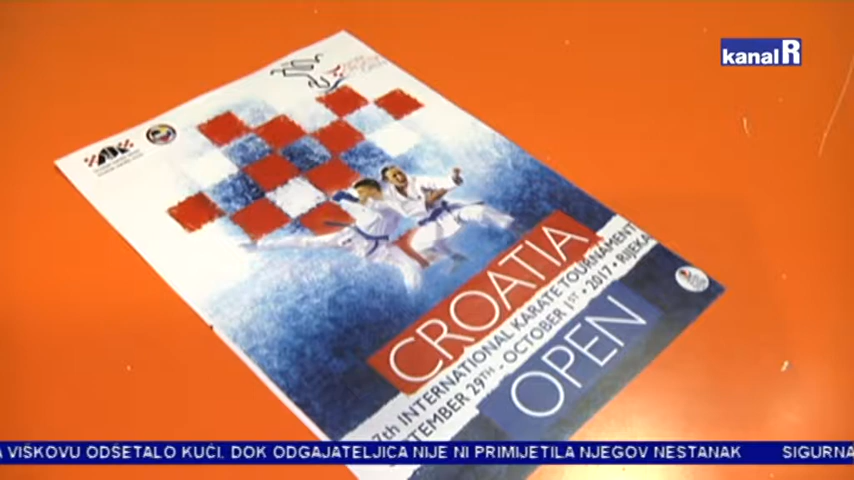 kanal R
CROATIA
7th INTERNATIONAL KARATE TOURNAMENT
SEPTEMBER 29TH - OCTOBER 1ST • 2017 • RIJEKA
OPEN
A VIŠKOVU ODŠETALO KUĆI, DOK ODGAJATELJICA NIJE NI PRIMIJETILA NJEGOV NESTANAK SIGURNA